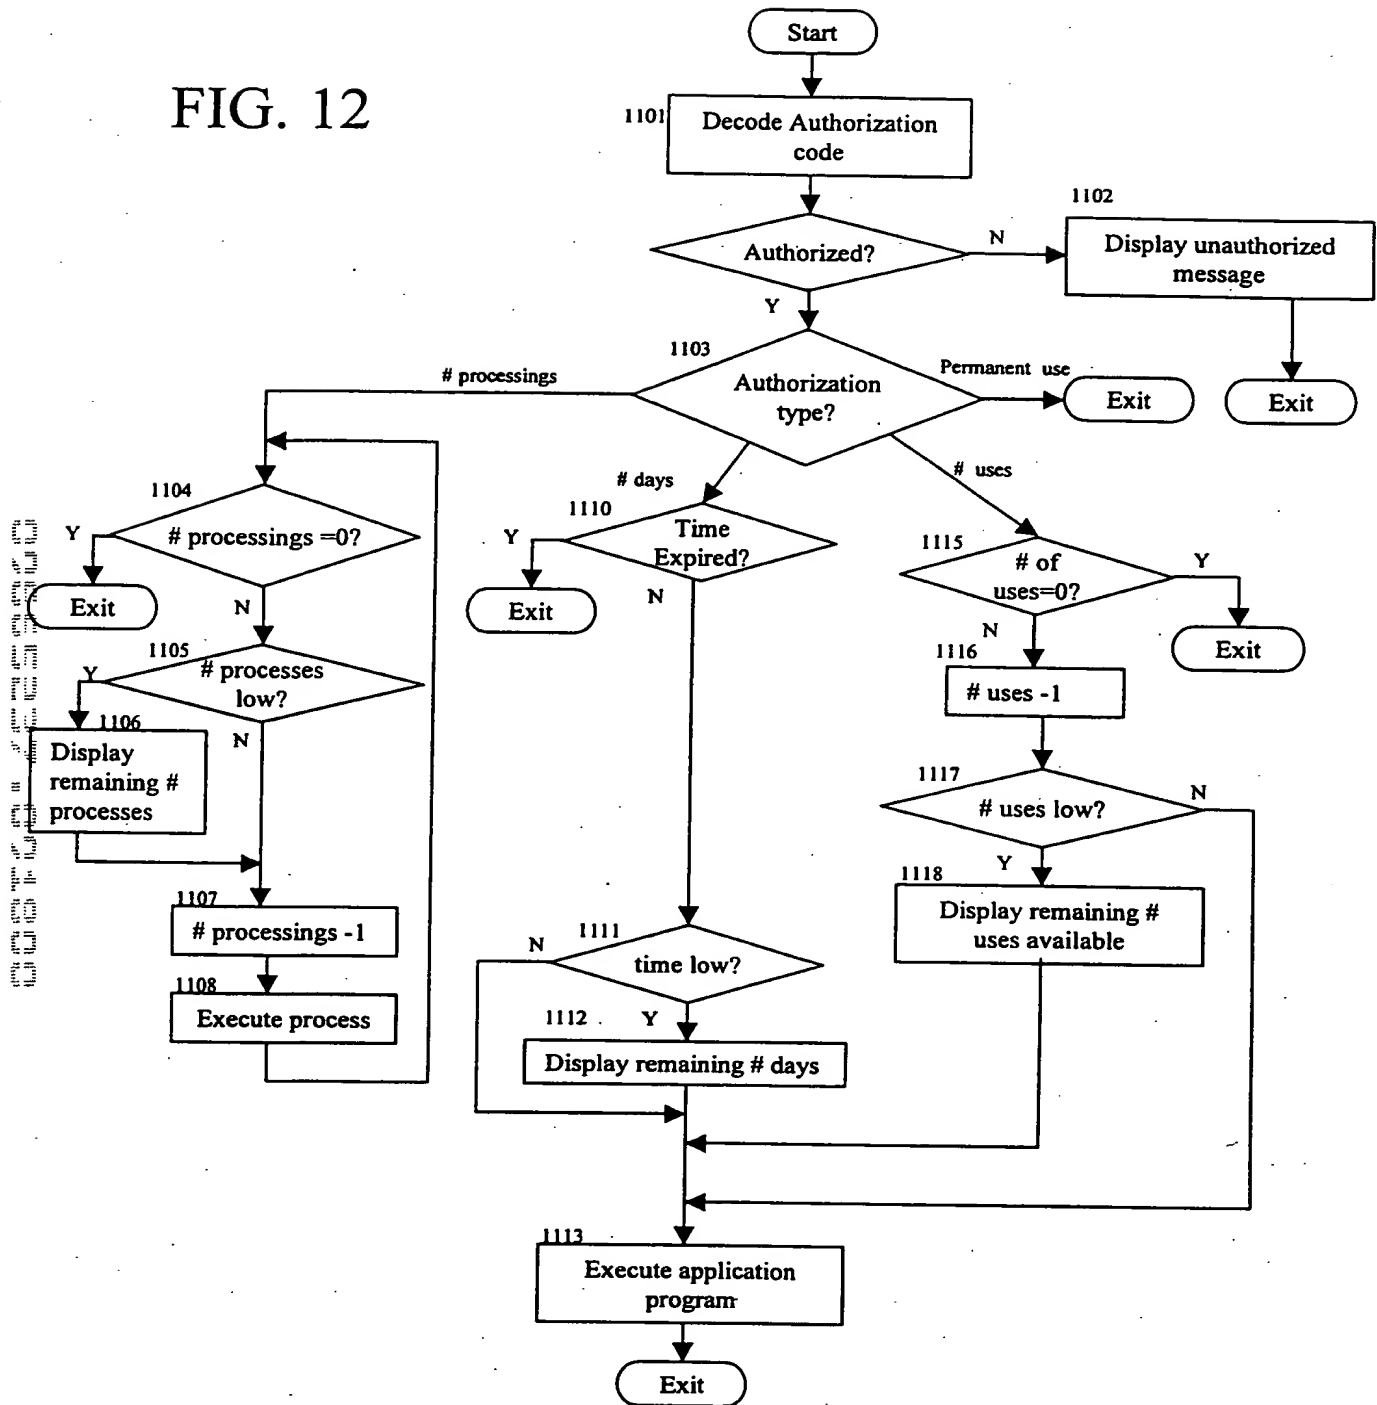 Start
FIG. 12
1101
Decode Authorization
code
1102
Authorized?
N
Display unauthorized
message
Y
1103
# processings
Authorization
type?
Permanent use
Exit
Exit
# days
# uses
1104
Y
# processings =0?
Exit
N
1110
Y
Time
Expired?
Exit
N
1115
# of
uses=0?
Y
Exit
N
1105
Y
# processes
low?
N
1106
Display
remaining #
processes
1116
# uses -1
1117
# uses low?
N
Y
1118
Display remaining #
uses available
1107
# processings -1
1108
Execute process
1111
N
time low?
Y
1112
Display remaining # days
1113
Execute application
program
Exit